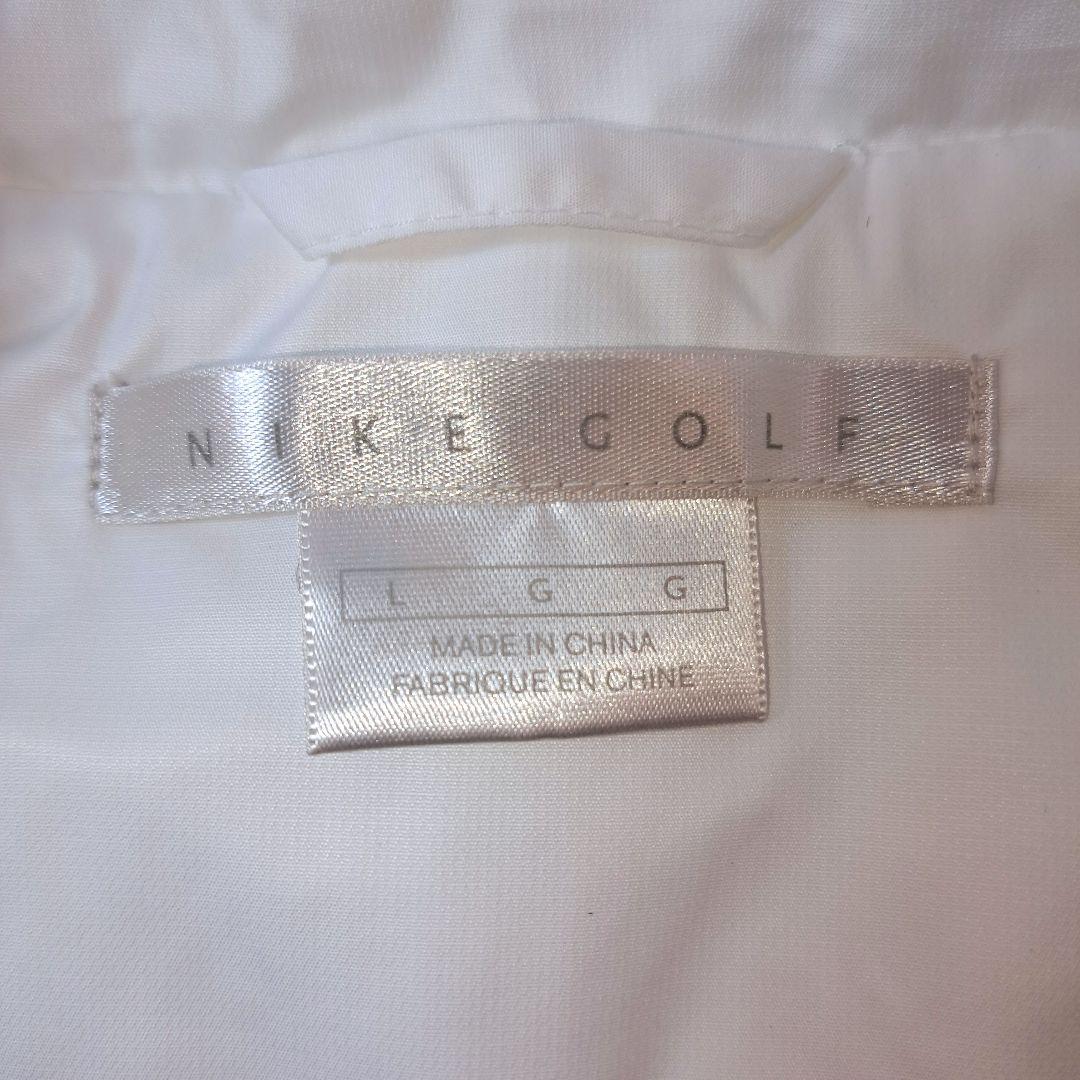 NIKE GOLF
L G G
MADE IN CHINA
FABRIQUE EN CHINE